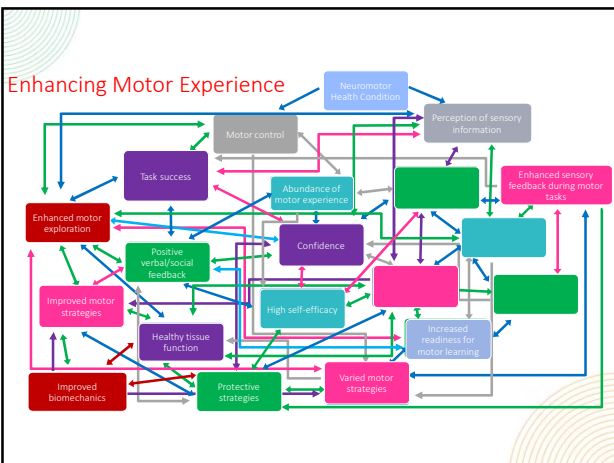 Enhancing Motor Experience
Neuromotor
Health Condition
Perception of sensory
information
Motor control
Task success
Abundance of
motor experience
Enhanced sensory
feedback during motor
tasks
Enhanced motor
exploration
Positive
verbal/social
feedback
Confidence
Improved motor
strategies
High self-efficacy
Healthy tissue
function
Increased
readiness for
motor learning
Improved
biomechanics
Protective
strategies
Varied motor
strategies